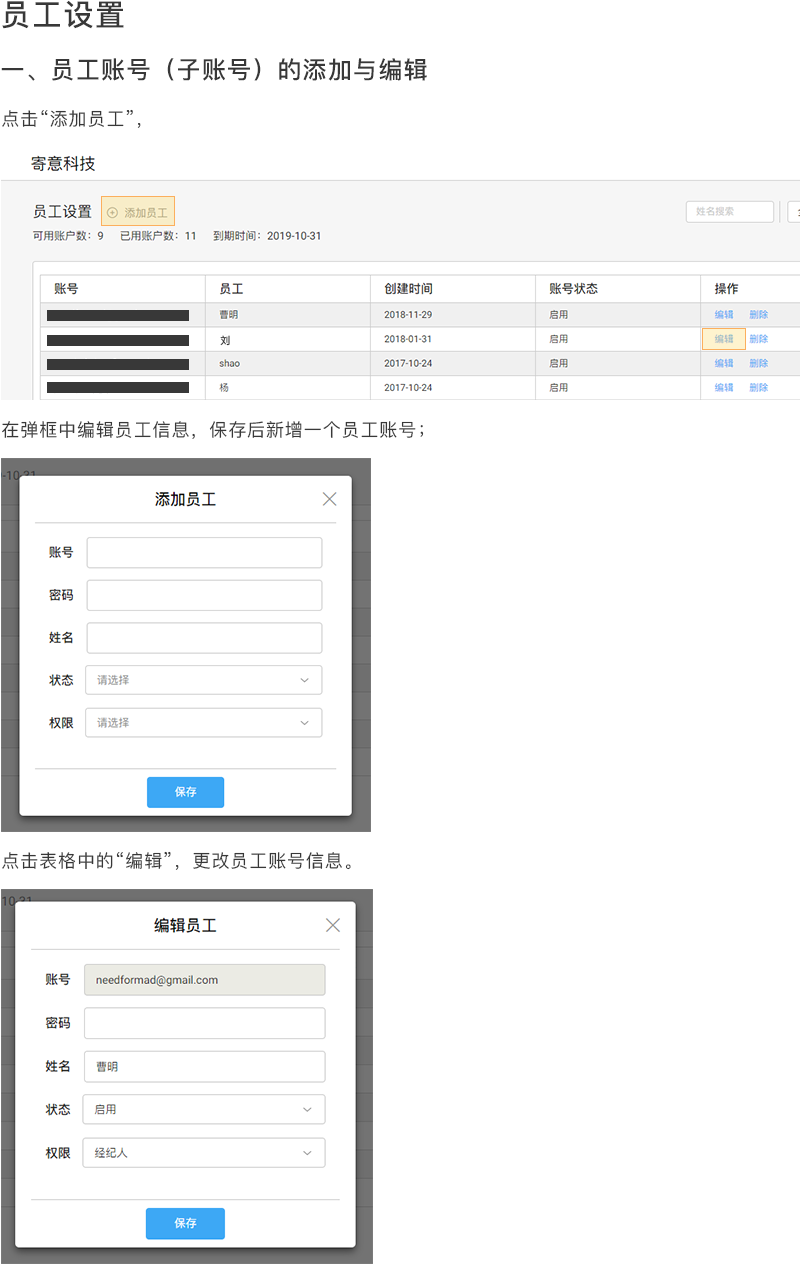 员工设置
一、员工账号（子账号）的添加与编辑
点击“添加员工”，
寄意科技
员工设置 添加员工 姓名搜索
可用账户数：9 已用账户数：11 到期时间：2019-10-31
账号 员工 创建时间 账号状态 操作
曹明 2018-11-29 启用 编辑 删除
刘 2018-01-31 启用 编辑 删除
shao 2017-10-24 启用 编辑 删除
杨 2017-10-24 启用 编辑 删除
在弹框中编辑员工信息，保存后新增一个员工账号；
-10-31
添加员工
账号
密码
姓名
状态 请选择
权限 请选择
保存
点击表格中的“编辑”，更改员工账号信息。
10-31
编辑员工
账号 needformad@gmail.com
密码
姓名 曹明
状态 启用
权限 经纪人
保存